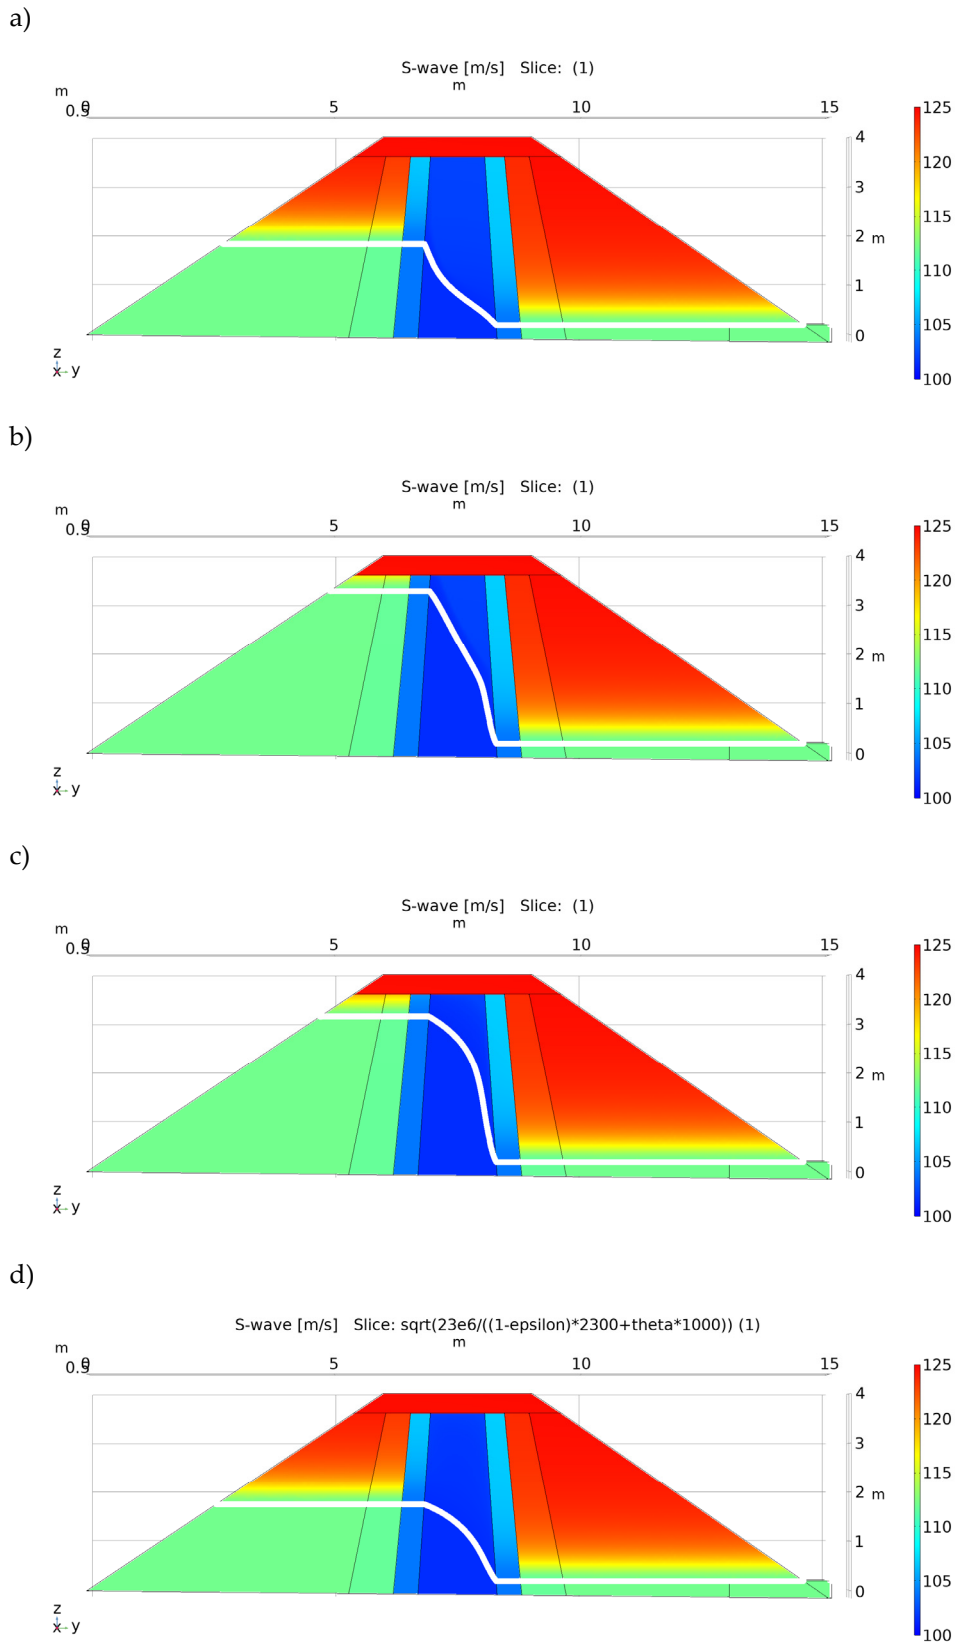 a)
S-wave [m/s] Slice: (1)
m
m
0.5 0 5 10 15
125
4
120
3
115
2 m
110
1
105
0
100
z
x y
b)
S-wave [m/s] Slice: (1)
m
m
0.5 0 5 10 15
125
4
120
3
115
2 m
110
1
105
0
100
z
x y
c)
S-wave [m/s] Slice: (1)
m
m
0.5 0 5 10 15
125
4
120
3
115
2 m
110
1
105
0
100
z
x y
d)
S-wave [m/s] Slice: sqrt(23e6/((1-epsilon)*2300+theta*1000)) (1)
m
m
0.5 0 5 10 15
125
4
120
3
115
2 m
110
1
105
0
100
z
x y